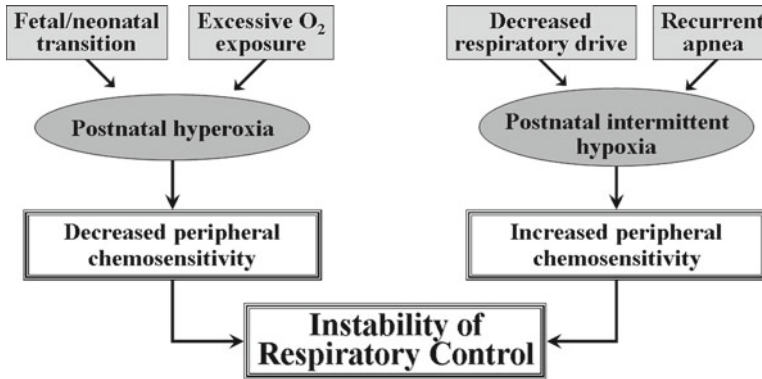 Fetal/neonatal
transition
Excessive O₂
exposure
Decreased
respiratory drive
Recurrent
apnea
Postnatal hyperoxia
Postnatal intermittent
hypoxia
Decreased peripheral
chemosensitivity
Increased peripheral
chemosensitivity
Instability of
Respiratory Control